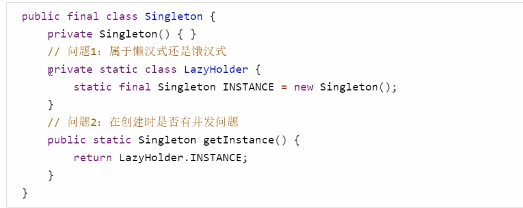 public final class Singleton {
    private Singleton() { }
    // 问题1：属于懒汉式还是饿汉式
    private static class LazyHolder {
        static final Singleton INSTANCE = new Singleton();
    }
    // 问题2：在创建时是否有并发问题
    public static Singleton getInstance() {
        return LazyHolder.INSTANCE;
    }
}